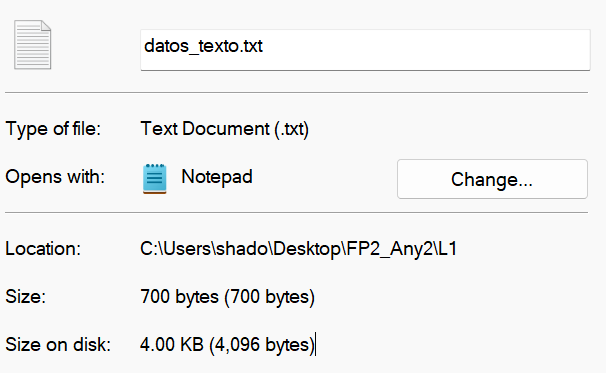 datos_texto.txt
Type of file: Text Document (.txt)
Opens with: Notepad Change...
Location: C:\Users\shado\Desktop\FP2_Any2\L1
Size: 700 bytes (700 bytes)
Size on disk: 4.00 KB (4,096 bytes)